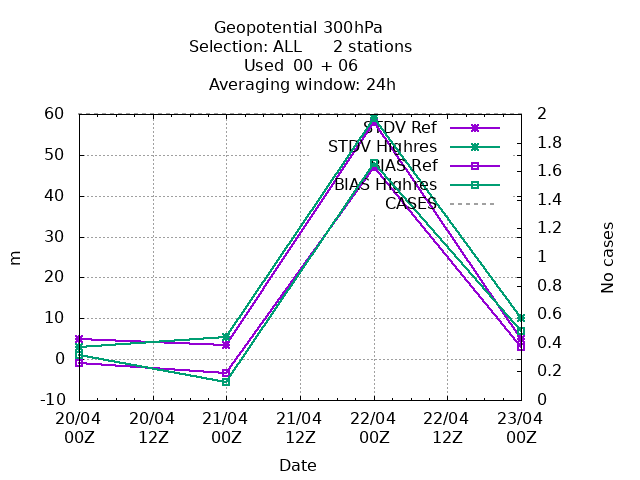 Geopotential 300hPa
Selection: ALL 2 stations
Used 00 + 06
Averaging window: 24h
60 2
STDV Ref
1.8
STDV Highres
50
BIAS Ref
1.6
BIAS Highres
40 1.4
CASES
1.2
30
m
1
No cases
20 0.8
0.6
10
0.4
0
0.2
-10 0
20/04 20/04 21/04 21/04 22/04 22/04 23/04
00Z 12Z 00Z 12Z 00Z 12Z 00Z
Date